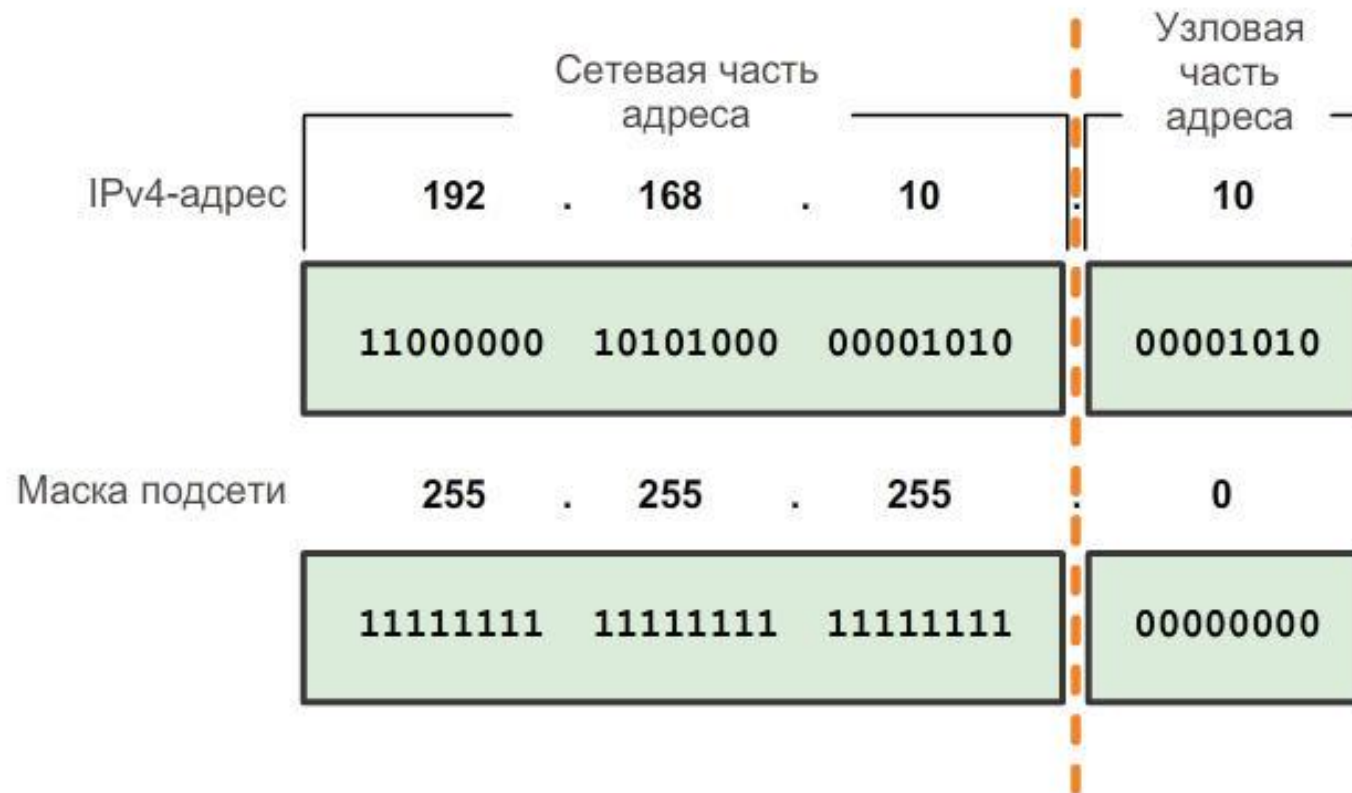 Сетевая часть
адреса
Узловая
часть
адреса
IPv4-адрес 192 . 168 . 10 . 10
11000000 10101000 00001010 00001010
Маска подсети 255 . 255 . 255 . 0
11111111 11111111 11111111 00000000